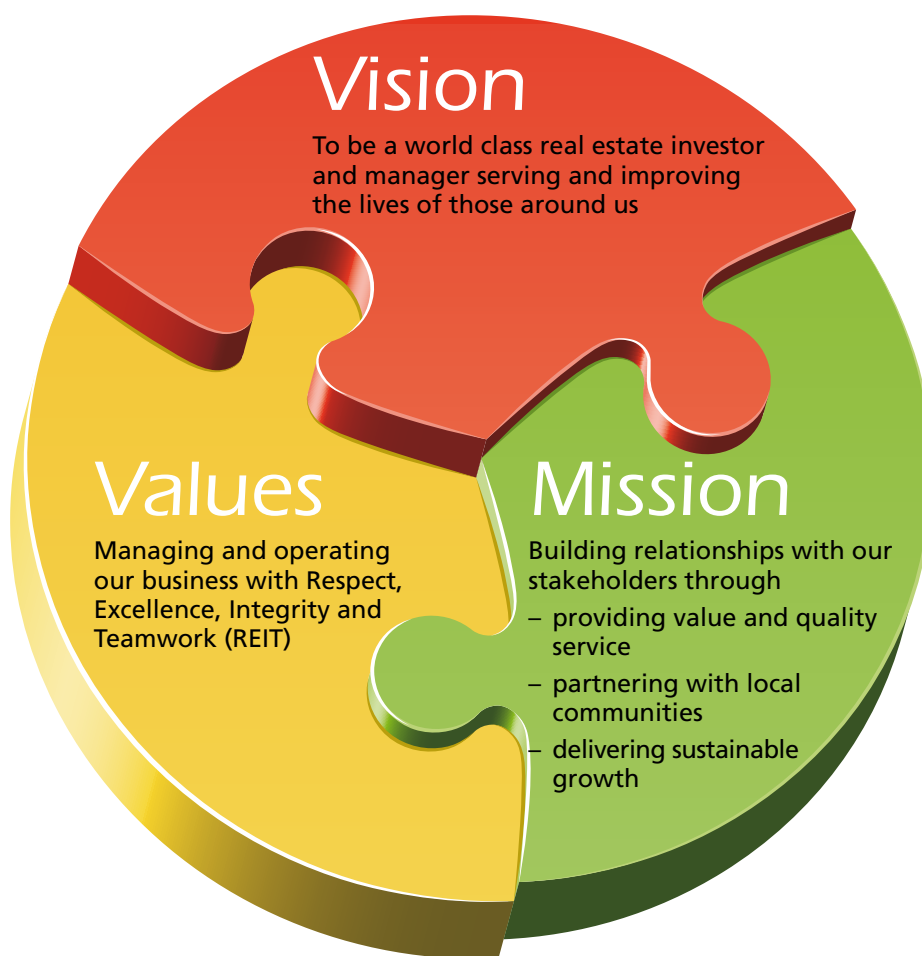 Vision
To be a world class real estate investor
and manager serving and improving
the lives of those around us
Values
Managing and operating
our business with Respect,
Excellence, Integrity and
Teamwork (REIT)
Mission
Building relationships with our
stakeholders through
– providing value and quality
service
– partnering with local
communities
– delivering sustainable
growth